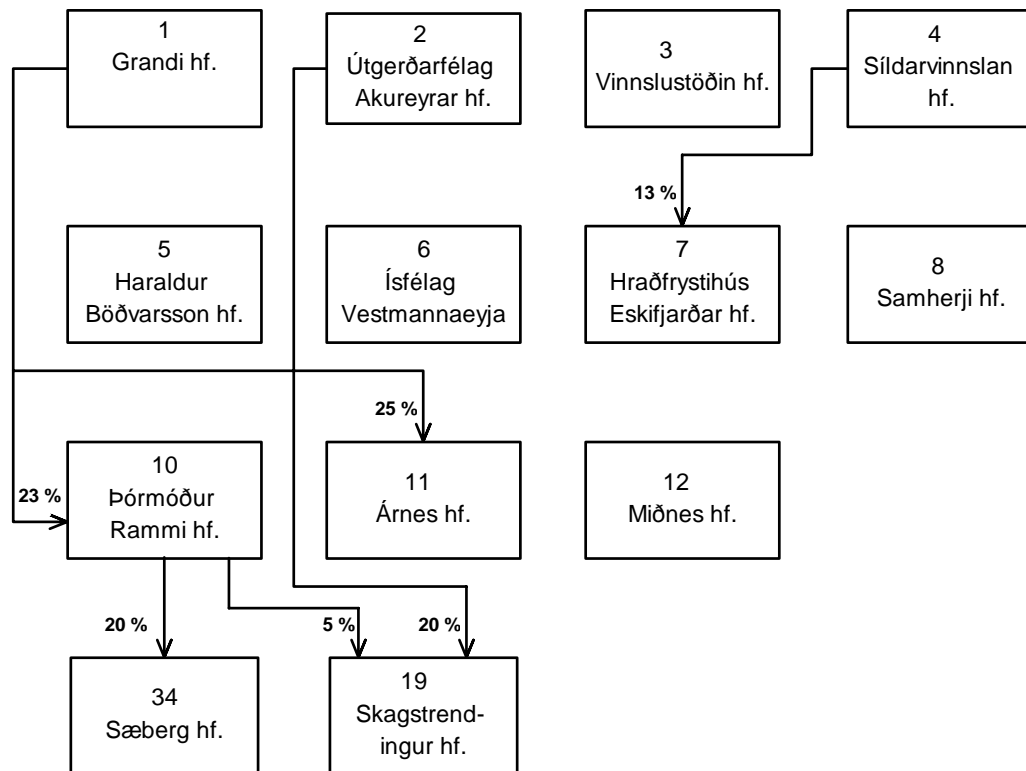 1
Grandi hf.
2
Útgerðarfélag
Akureyrar hf.
3
Vinnslustöðin hf.
4
Síldarvinnslan
hf.
13 %
5
Haraldur
Böðvarsson hf.
6
Ísfélag
Vestmannaeyja
7
Hraðfrystihús
Eskifjarðar hf.
8
Samherji hf.
25 %
23 %
10
Þórmóður
Rammi hf.
11
Árnes hf.
12
Miðnes hf.
20 %
5 %
20 %
34
Sæberg hf.
19
Skagstrend-
ingur hf.